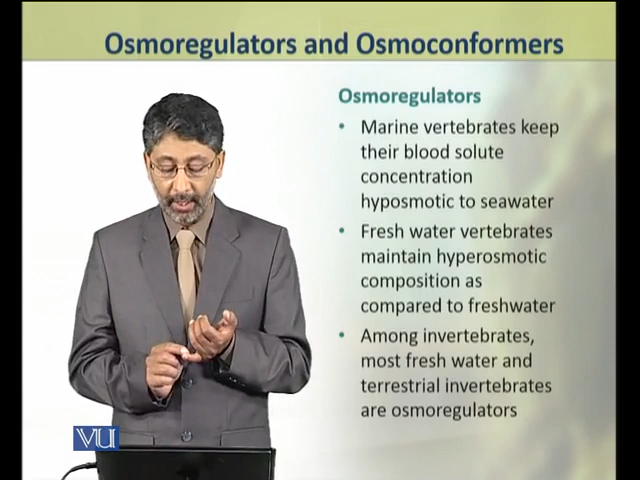 Osmoregulators and Osmoconformers
Osmoregulators
• Marine vertebrates keep
their blood solute
concentration
hyposmotic to seawater
• Fresh water vertebrates
maintain hyperosmotic
composition as
compared to freshwater
• Among invertebrates,
most fresh water and
terrestrial invertebrates
are osmoregulators
VU